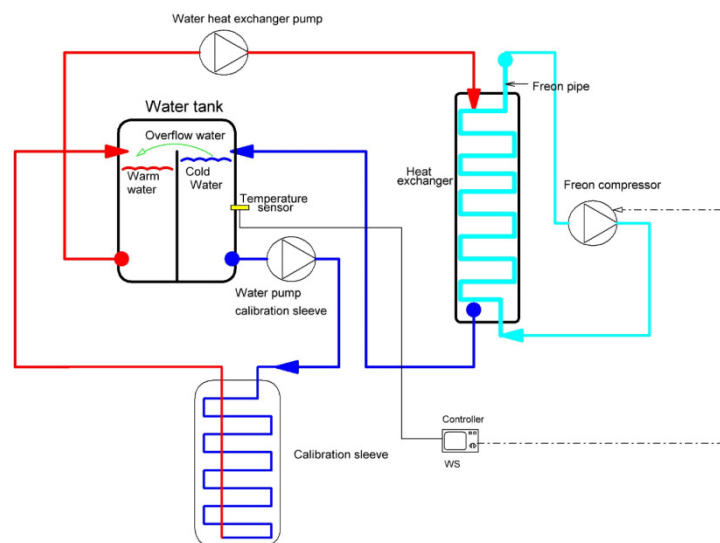 Water heat exchanger pump
Water tank
Overflow water
Warm
water
Cold
Water
Temperature
sensor
Water pump
calibration sleeve
Freon pipe
Heat
exchanger
Freon compressor
Controller
WS
Calibration sleeve